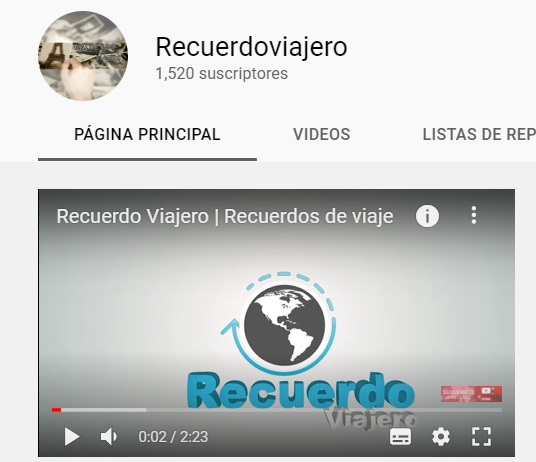 Recuerdoviajero
1,520 suscriptores
PÁGINA PRINCIPAL VIDEOS LISTAS DE REP
Recuerdo Viajero | Recuerdos de viaje
Recuerdo
Viajero
0:02 / 2:23